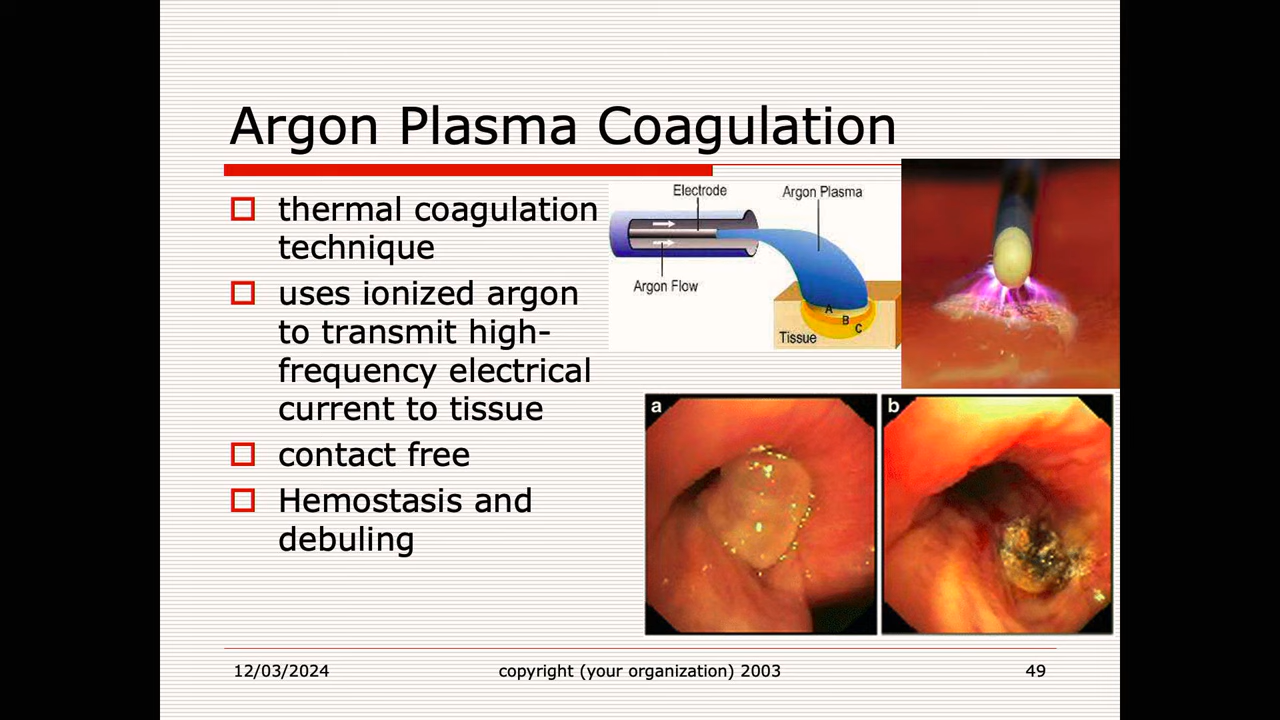 Argon Plasma Coagulation
thermal coagulation
technique
uses ionized argon
to transmit high-
frequency electrical
current to tissue
contact free
Hemostasis and
debuling
Electrode
Argon Plasma
Argon Flow
A
B
C
Tissue
a
b
12/03/2024
copyright (your organization) 2003
49